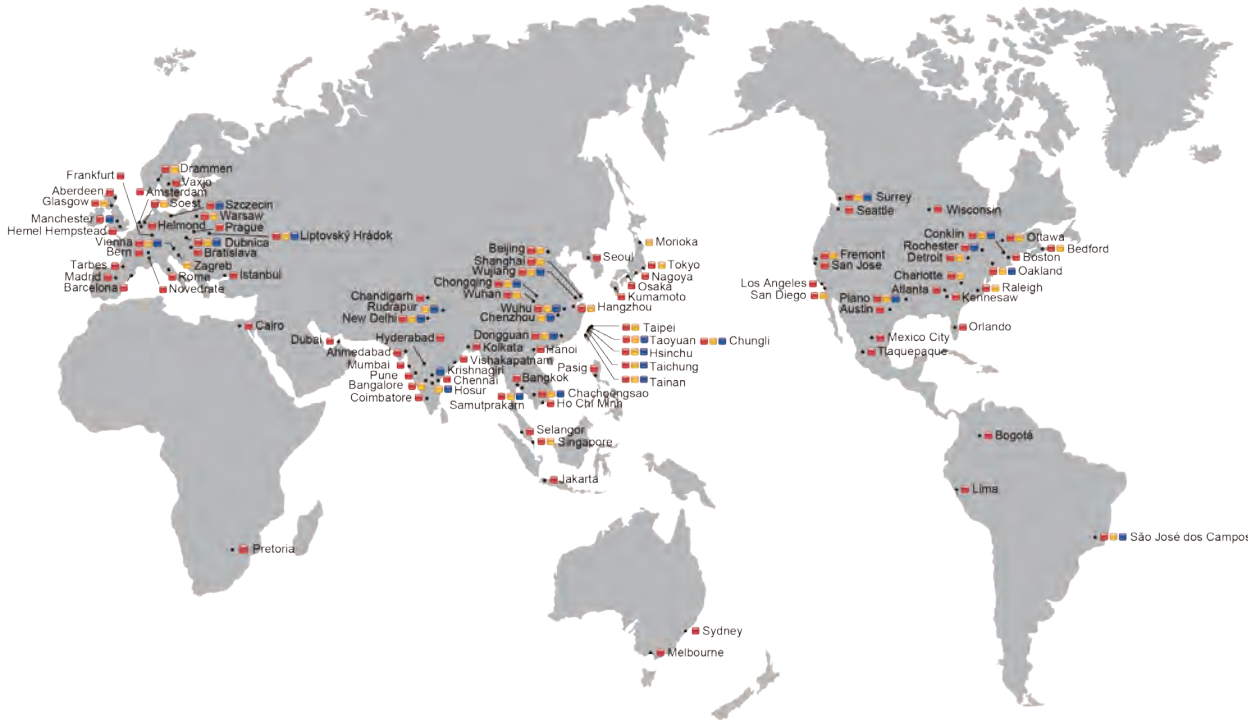 Frankfurt
Drammen
Vaxjo
Aberdeen
Amsterdam
Glasgow
Soest
Szczecin
Manchester
Warsaw
Hemel Hempstead
Helmond
Prague
Liptovský Hrádok
Vienna
Dubnica
Bern
Bratislava
Tarbes
Zagreb
Madrid
Rome
Istanbul
Barcelona
Novedrate
Cairo
Dubai
Pretoria
Beijing
Shanghai
Wujiang
Chongqing
Wuhan
Seoul
Morioka
Tokyo
Nagoya
Osaka
Kumamoto
Hangzhou
Chandigarh
Rudrapur
New Delhi
Wuhu
Chenzhou
Hyderabad
Dongguan
Taipei
Taoyuan
Chungli
Hsinchu
Taichung
Tainan
Ahmedabad
Kolkata
Hanoi
Mumbai
Vishakapatnam
Pune
Krishnagiri
Chennai
Bangkok
Pasig
Bangalore
Hosur
Chachoengsao
Coimbatore
Samutprakarn
Ho Chi Minh
Selangor
Singapore
Jakarta
Sydney
Melbourne
Surrey
Seattle
Wisconsin
Conklin
Ottawa
Rochester
Bedford
Fremont
Detroit
Boston
San Jose
Oakland
Charlotte
Los Angeles
Atlanta
Raleigh
San Diego
Plano
Kennesaw
Austin
Orlando
Mexico City
Tlaquepaque
Bogotá
Lima
São José dos Campos